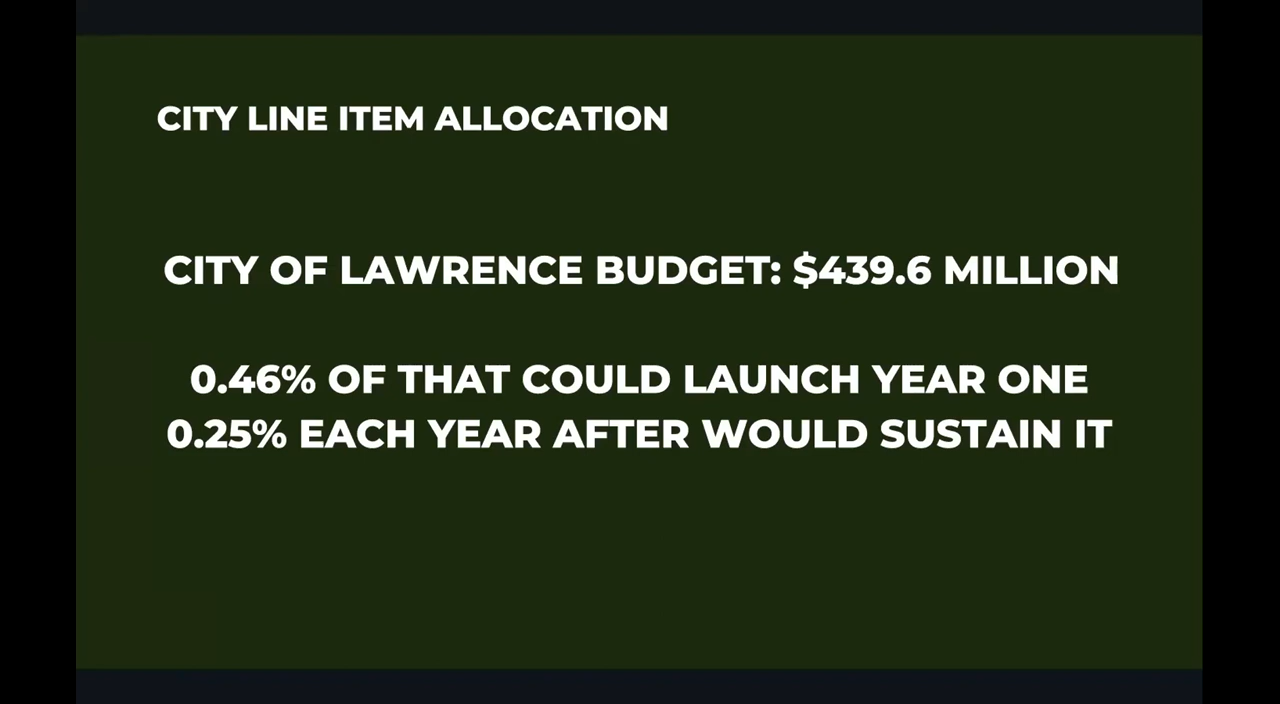 CITY LINE ITEM ALLOCATION
CITY OF LAWRENCE BUDGET: $439.6 MILLION
0.46% OF THAT COULD LAUNCH YEAR ONE
0.25% EACH YEAR AFTER WOULD SUSTAIN IT